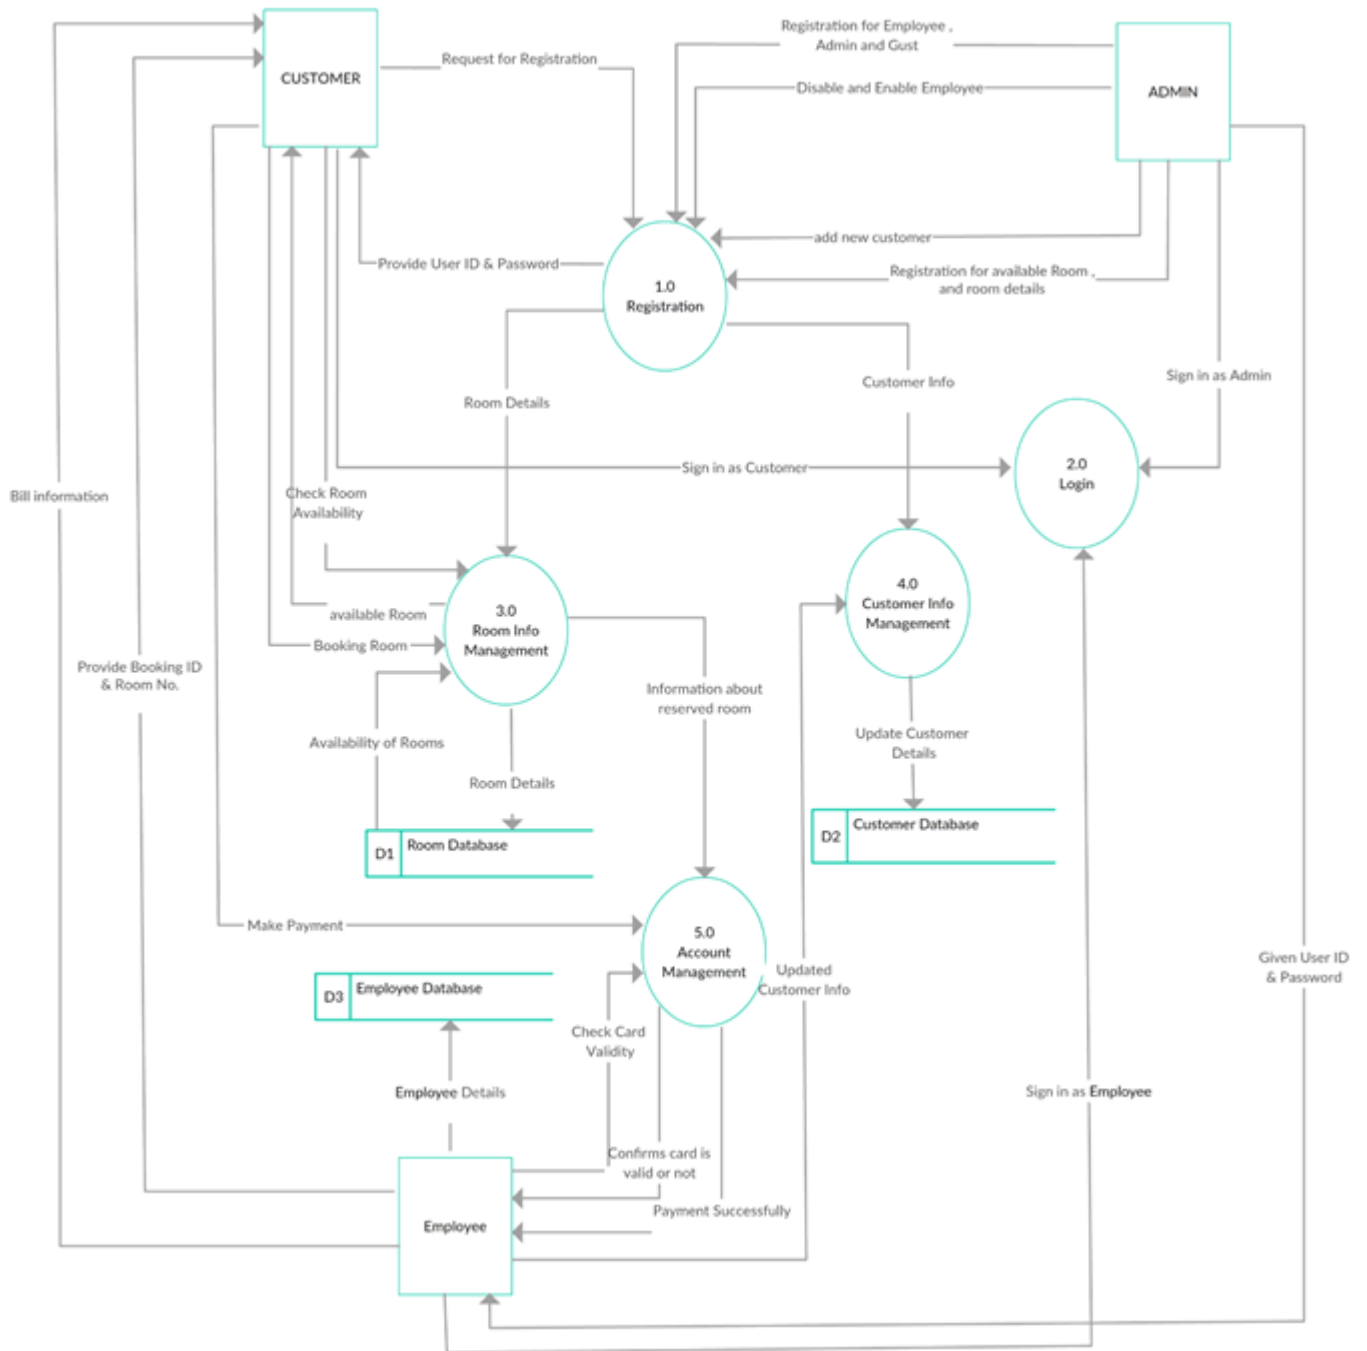 Registration for Employee ,
Admin and Gust
Request for Registration
CUSTOMER
Disable and Enable Employee
ADMIN
add new customer
Provide User ID & Password
Registration for available Room ,
and room details
1.0
Registration
Customer Info
Sign in as Admin
Room Details
Sign in as Customer
2.0
Login
Bill information
Check Room
Availability
4.0
Customer Info
Management
3.0
Room Info
Management
available Room
Booking Room
Provide Booking ID
& Room No.
Information about
reserved room
Availability of Rooms
Update Customer
Details
Room Details
D1
Room Database
D2
Customer Database
Make Payment
5.0
Account
Management
Updated
Customer Info
Given User ID
& Password
D3
Employee Database
Check Card
Validity
Employee Details
Sign in as Employee
Confirms card is
valid or not
Payment Successfully
Employee